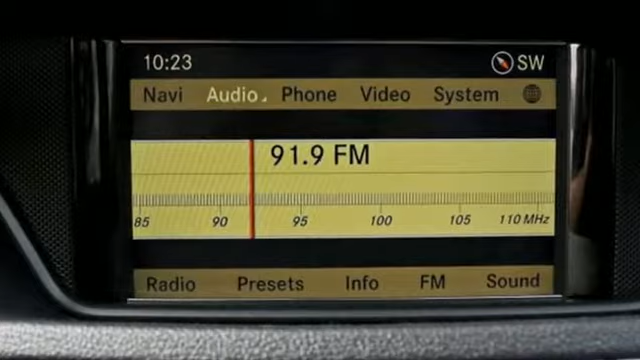 10:23 SW
Navi Audio Phone Video System
91.9 FM
85 90 95 100 105 110 MHz
Radio Presets Info FM Sound